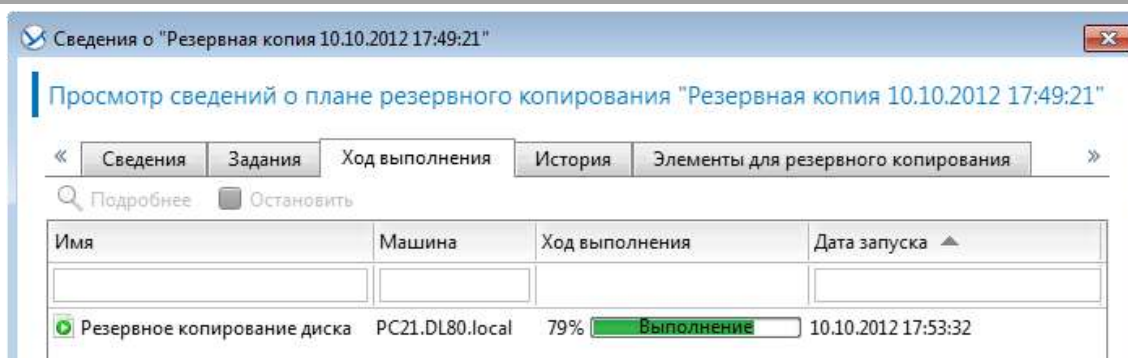 Сведения о "Резервная копия 10.10.2012 17:49:21"
Просмотр сведений о плане резервного копирования "Резервная копия 10.10.2012 17:49:21"
« Сведения Задания Ход выполнения История Элементы для резервного копирования »
Подробнее Остановить
Имя Машина Ход выполнения Дата запуска
Резервное копирование диска PC21.DL80.local 79% Выполнение 10.10.2012 17:53:32